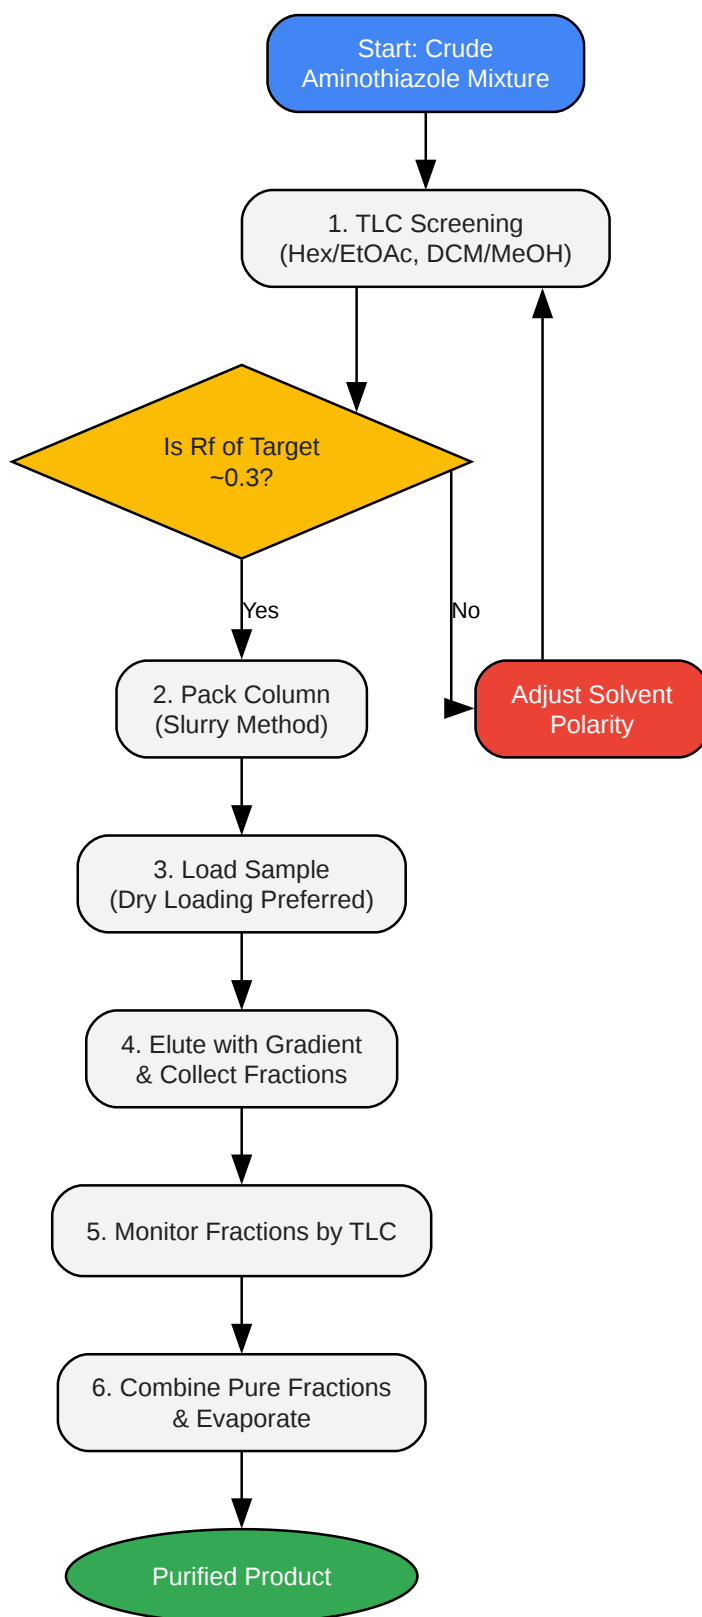 Start: Crude
Aminothiazole Mixture
1. TLC Screening
(Hex/EtOAc, DCM/MeOH)
Is Rf of Target
~0.3?
Yes
No
2. Pack Column
(Slurry Method)
Adjust Solvent
Polarity
3. Load Sample
(Dry Loading Preferred)
4. Elute with Gradient
& Collect Fractions
5. Monitor Fractions by TLC
6. Combine Pure Fractions
& Evaporate
Purified Product